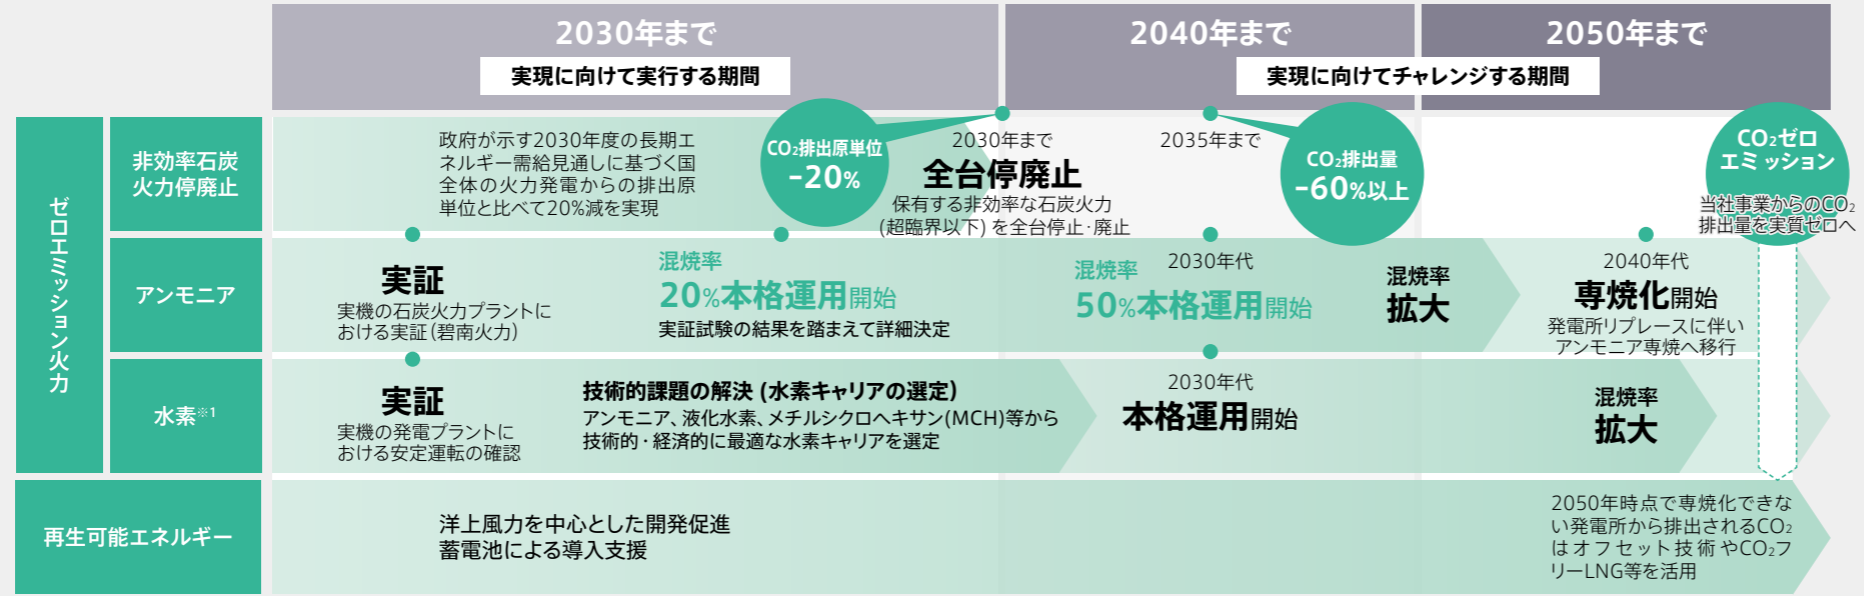 2030年まで
実現に向けて実行する期間
2040年まで
2050年まで
実現に向けてチャレンジする期間
ゼロエミッション火力
非効率石炭
火力停廃止
政府が示す2030年度の長期エ
ネルギー需給見通しに基づく国
全体の火力発電からの排出原
単位と比べて20%減を実現
CO₂排出原単位
-20%
2030年まで
全台停廃止
保有する非効率な石炭火力
(超臨界以下) を全台停止・廃止
2035年まで
CO₂排出量
-60%以上
CO₂ゼロ
エミッション
当社事業からのCO₂
排出量を実質ゼロへ
アンモニア
実証
実機の石炭火力プラントに
おける実証(碧南火力)
混焼率
20%本格運用開始
実証試験の結果を踏まえて詳細決定
2030年代
混焼率
50%本格運用開始
混焼率
拡大
2040年代
専焼化開始
発電所リプレースに伴い
アンモニア専焼へ移行
水素※1
実証
実機の発電プラントに
おける安定運転の確認
技術的課題の解決 (水素キャリアの選定)
アンモニア、液化水素、メチルシクロヘキサン(MCH)等から
技術的・経済的に最適な水素キャリアを選定
2030年代
本格運用開始
混焼率
拡大
再生可能エネルギー
洋上風力を中心とした開発促進
蓄電池による導入支援
2050年時点で専焼化できな
い発電所から排出されるCO₂
はオフセット技術やCO₂フ
リーLNG等を活用